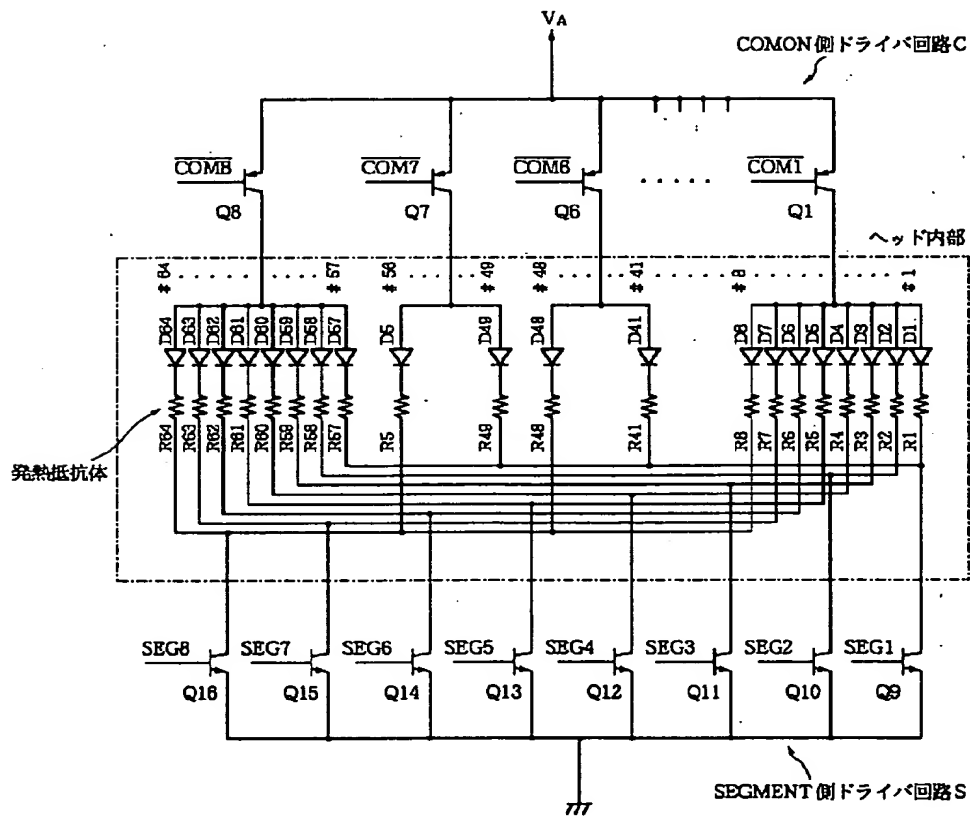 VA
COMON側ドライバ回路C
COM8
COM7
COM6
COM1
Q8
Q7
Q6
Q1
ヘッド内部
#64
#57
#56
#49
#48
#41
#8
#1
D64
D63
D62
D61
D60
D59
D58
D57
D5
D49
D48
D41
D8
D7
D6
D5
D4
D3
D2
D1
R64
R63
R62
R61
R60
R59
R58
R57
R5
R49
R48
R41
R8
R7
R6
R5
R4
R3
R2
R1
発熱抵抗体
SEG8
SEG7
SEG6
SEG5
SEG4
SEG3
SEG2
SEG1
Q16
Q15
Q14
Q13
Q12
Q11
Q10
Q9
SEGMENT側ドライバ回路S